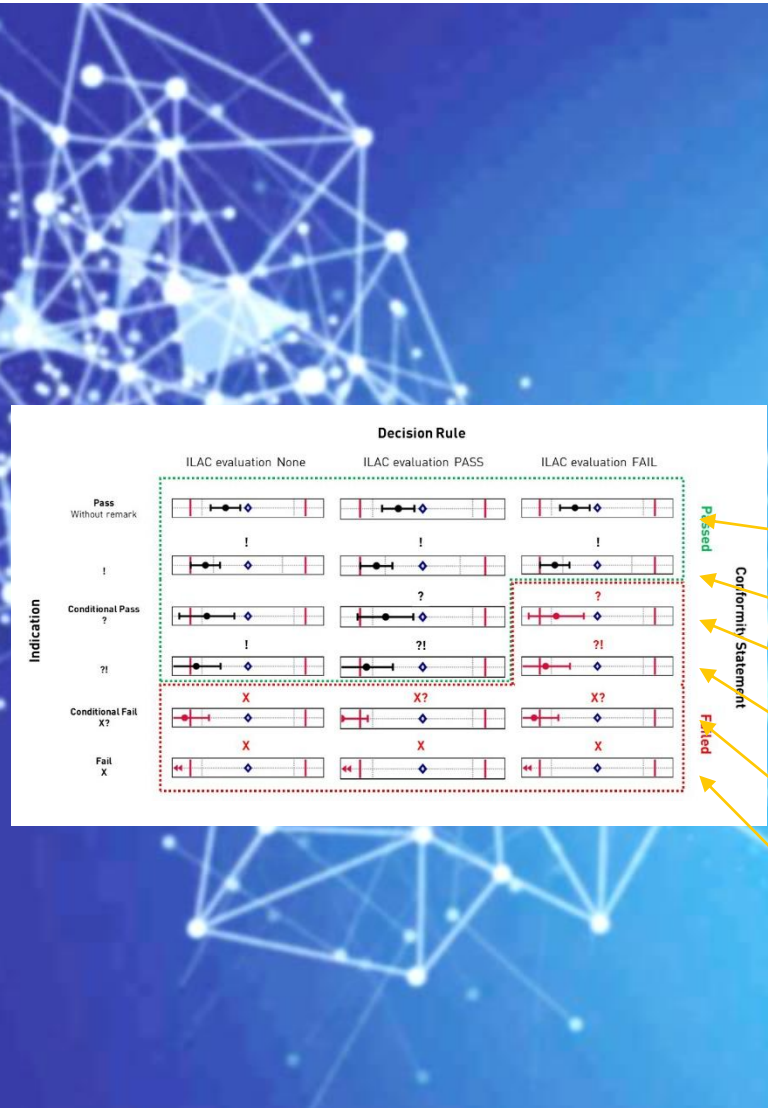 Decision Rule
ILAC evaluation None ILAC evaluation PASS ILAC evaluation FAIL
Pass
Without remark
! ! !
!
Conditional Pass
?
? ?
! ?! ?!
?!
X X? X?
Conditional Fail
X?
X X X
Fail
X
Indication
Passed
Failed
Conformity Statement